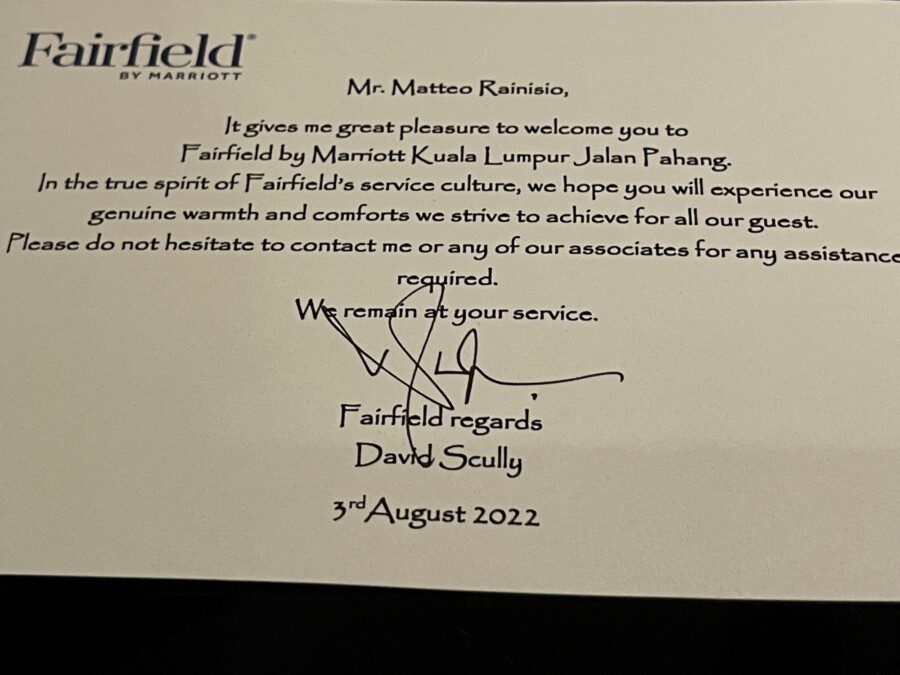 Fairfield®
BY MARRIOTT
Mr. Matteo Rainisio,
It gives me great pleasure to welcome you to
Fairfield by Marriott Kuala Lumpur Jalan Pahang.
In the true spirit of Fairfield's service culture, we hope you will experience our
genuine warmth and comforts we strive to achieve for all our guest.
Please do not hesitate to contact me or any of our associates for any assistance
required.
We remain at your service.
Fairfield regards
David Scully
3rd August 2022